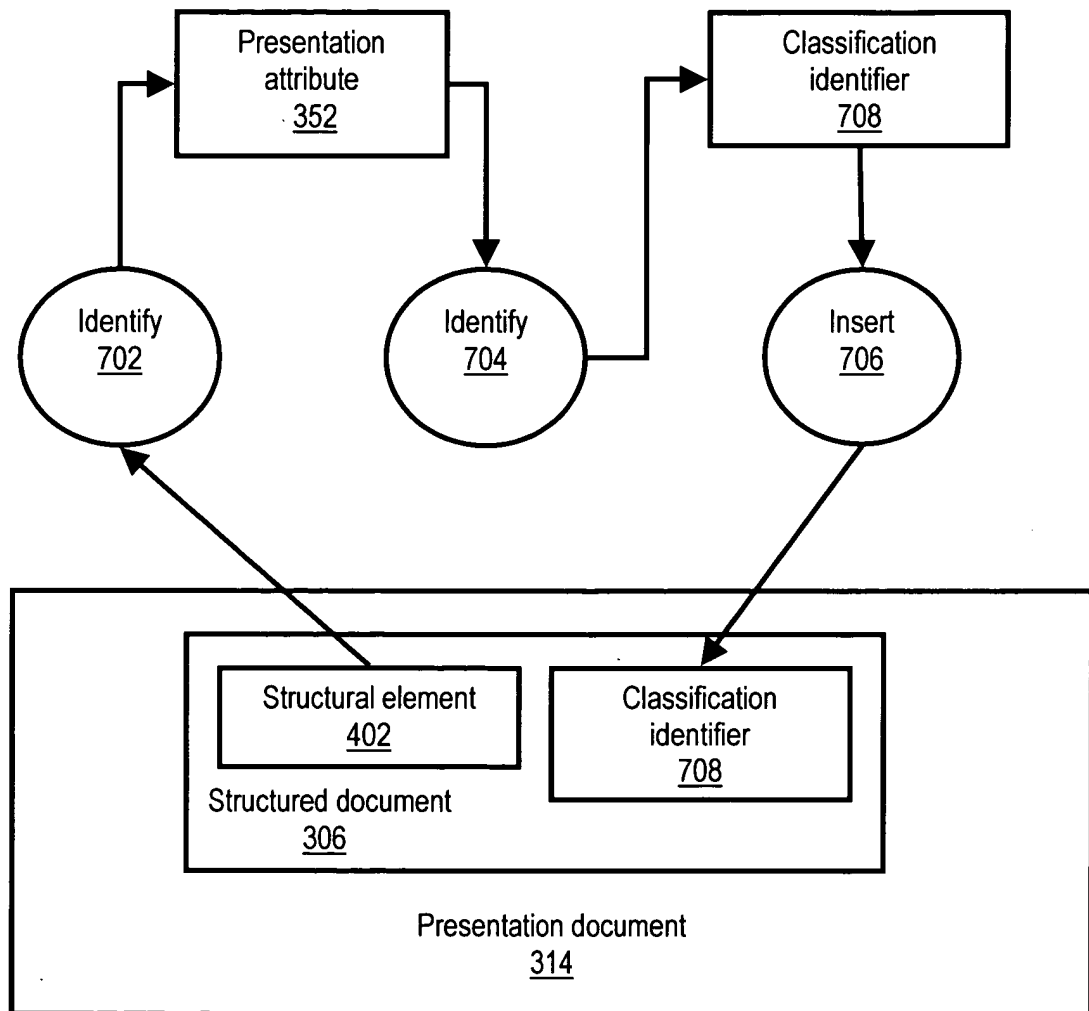 Presentation
attribute
352
Classification
identifier
708
Identify
702
Identify
704
Insert
706
Structural element
402
Classification
identifier
708
Structured document
306
Presentation document
314